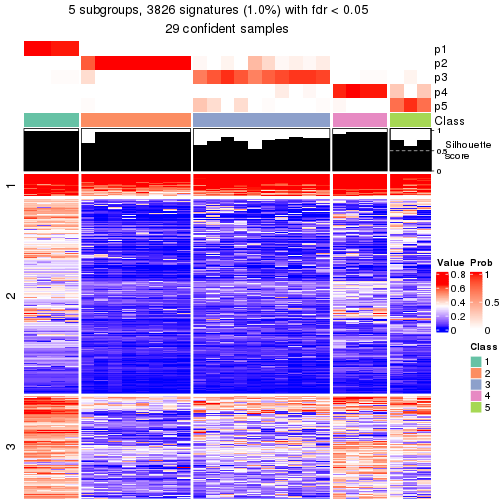 5 subgroups, 3826 signatures (1.0%) with fdr < 0.05
29 confident samples
p1
p2
p3
p4
p5
Class
1
0.5
0
Silhouette
score
1
2
3
Value
0.8
0.6
0.4
0.2
0
Prob
1
0.5
0
Class
1
2
3
4
5